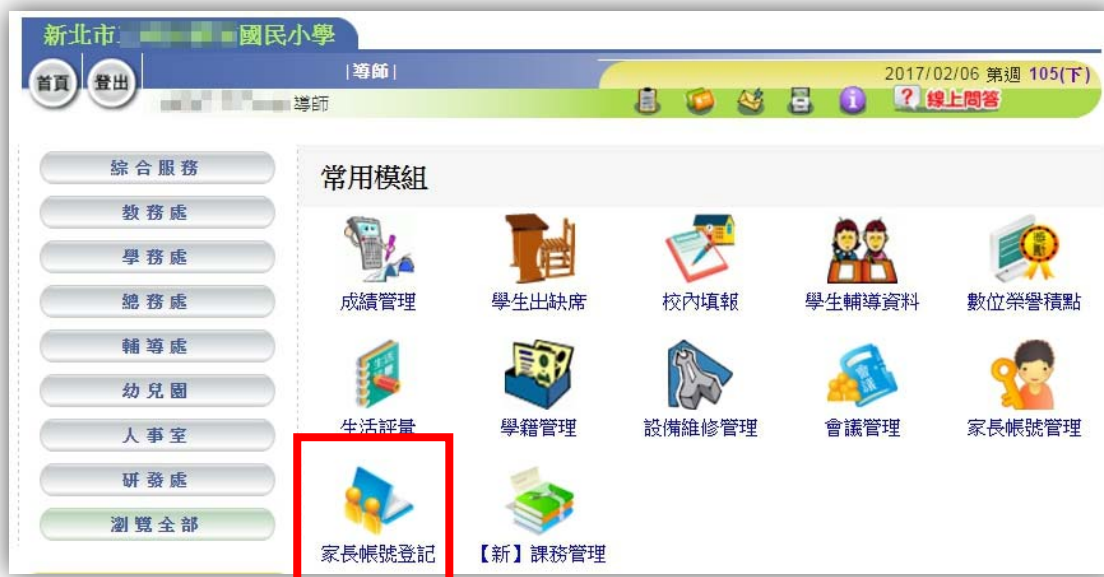 新北市 國民小學
首頁 登出 |導師| 2017/02/06 第週 105(下)
導師 線上問答
綜合服務
教務處
學務處
總務處
輔導處
幼兒園
人事室
研發處
瀏覽全部
常用模組
成績管理 學生出缺席 校內填報 學生輔導資料 數位榮譽積點
生活評量 學籍管理 設備維修管理 會議管理 家長帳號管理
家長帳號登記 【新】課務管理